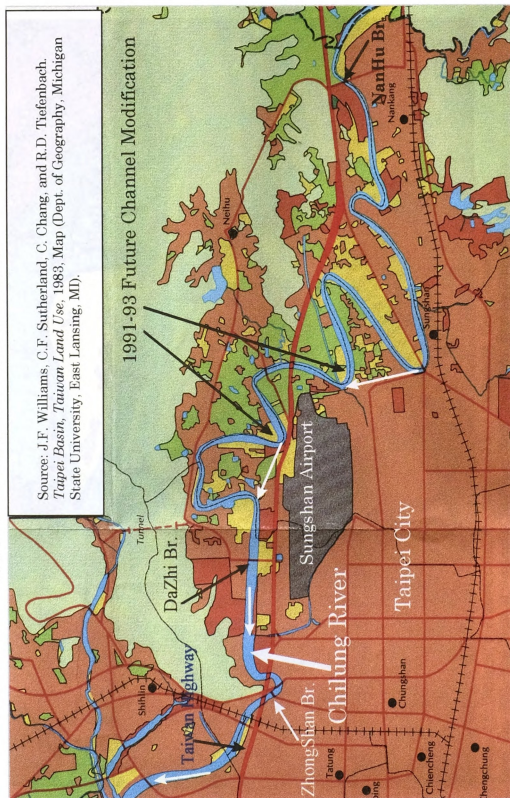 Source: J.F. Williams, C.F. Sutherland, C. Chang, and R.D. Tiefenbach.
Taipei Basin, Taiwan Land Use, 1983, Map (Dept. of Geography, Michigan
State University, East Lansing, MI).
1991-93 Future Channel Modification
NanHu Br.
Nankang
Neihu
Sungshan
Tunnel
DaZhi Br.
Sungshan Airport
Taipei City
Chilung River
Shihlin
Taiwan Highway
ZhongShan Br.
Chungshan
Tatung
Chiencheng